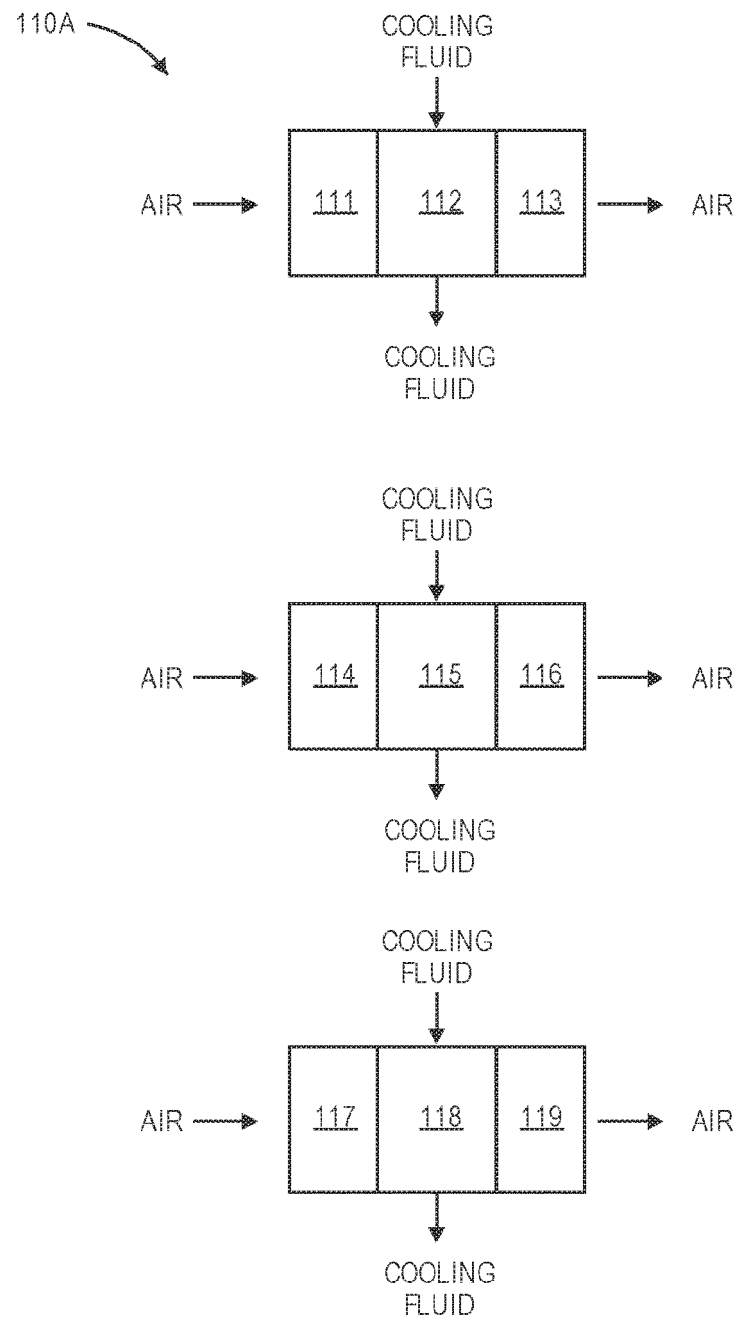 110A
COOLING
FLUID
AIR
111
112
113
AIR
COOLING
FLUID
COOLING
FLUID
AIR
114
115
116
AIR
COOLING
FLUID
COOLING
FLUID
AIR
117
118
119
AIR
COOLING
FLUID